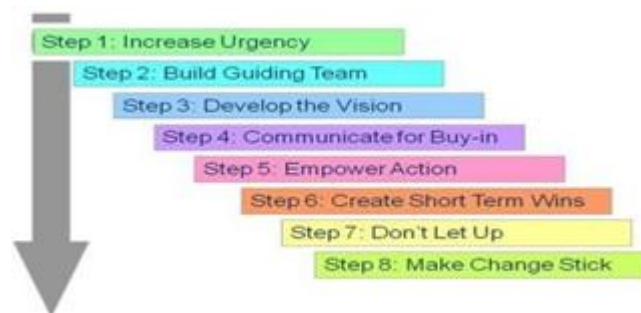 Step 1: Increase Urgency
Step 2: Build Guiding Team
Step 3: Develop the Vision
Step 4: Communicate for Buy-in
Step 5: Empower Action
Step 6: Create Short Term Wins
Step 7: Don't Let Up
Step 8: Make Change Stick